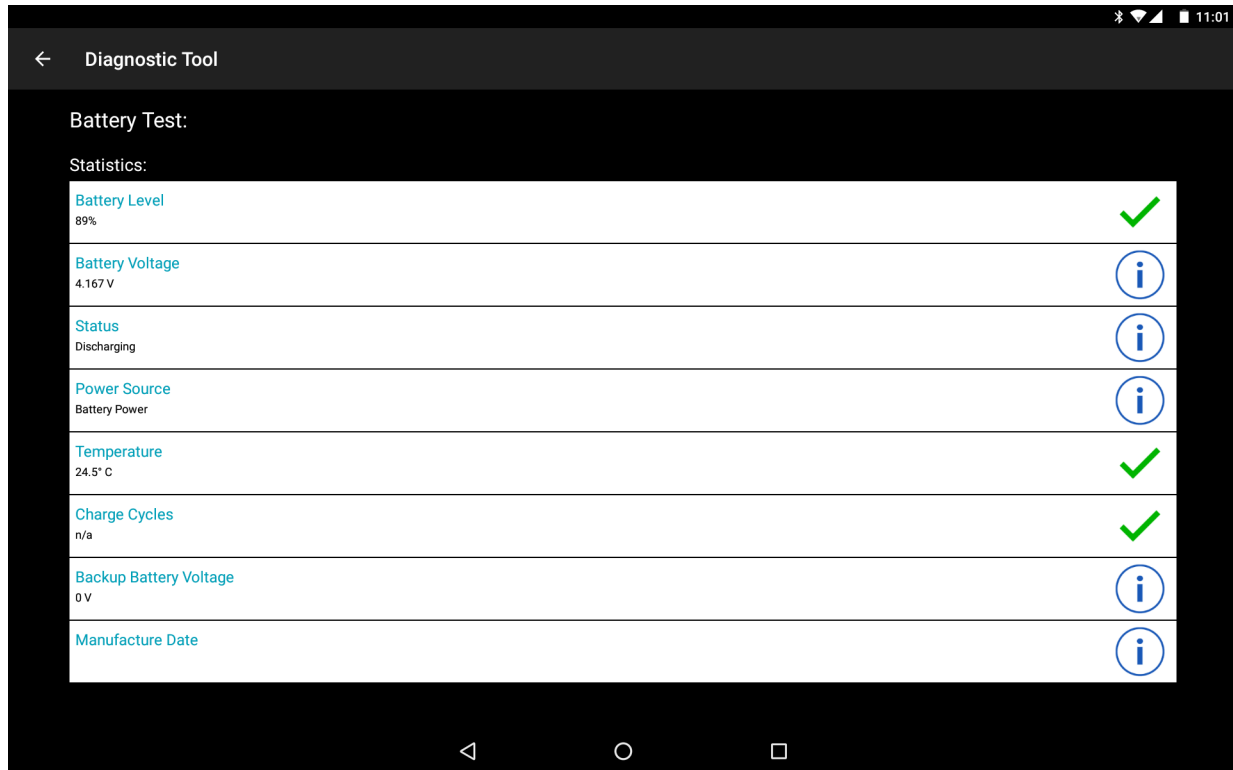 11:01
Diagnostic Tool
Battery Test:
Statistics:
Battery Level
89%
Battery Voltage
4.167 V
Status
Discharging
Power Source
Battery Power
Temperature
24.5° C
Charge Cycles
n/a
Backup Battery Voltage
0 V
Manufacture Date